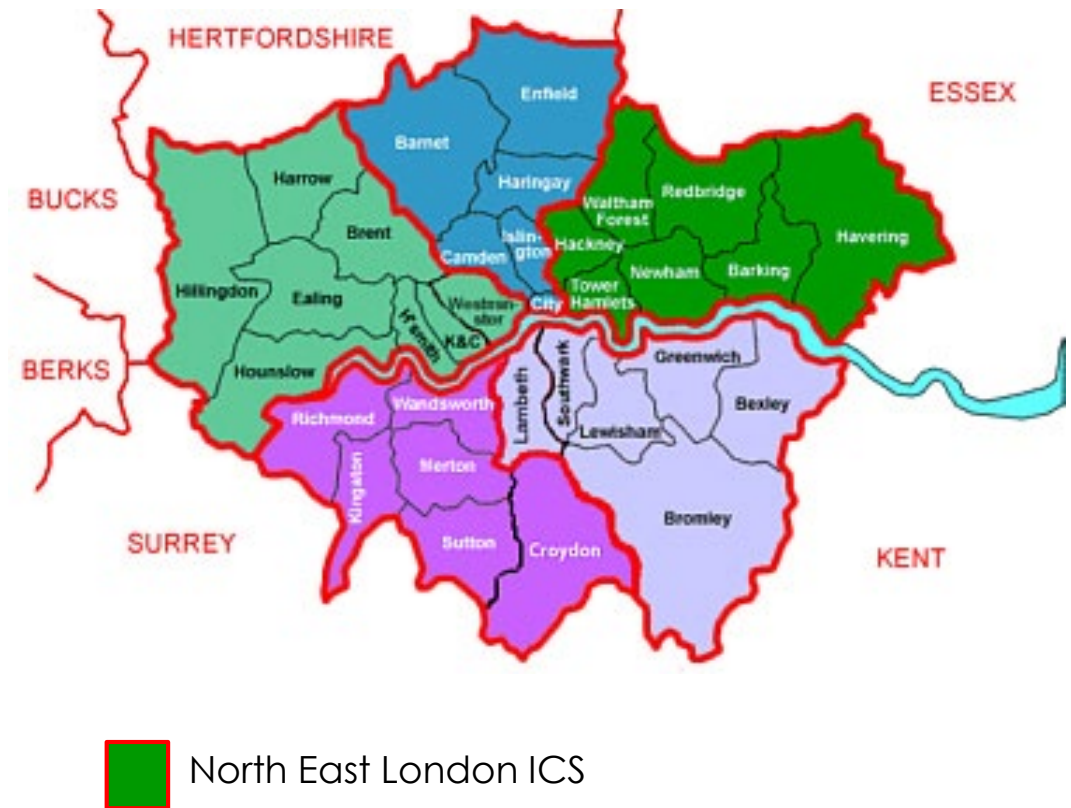 HERTFORDSHIRE
ESSEX
BUCKS
BERKS
SURREY
KENT
Enfield
Barnet
Haringay
Camden
Islin-
gton
City
Harrow
Brent
Hillingdon
Ealing
Hounslow
H'smith
K&C
Westmin-
ster
Waltham
Forest
Redbridge
Havering
Hackney
Newham
Barking
Tower
Hamlets
Richmond
Wandsworth
Kingston
Merton
Sutton
Croydon
Lambeth
Southwark
Lewisham
Greenwich
Bexley
Bromley
North East London ICS